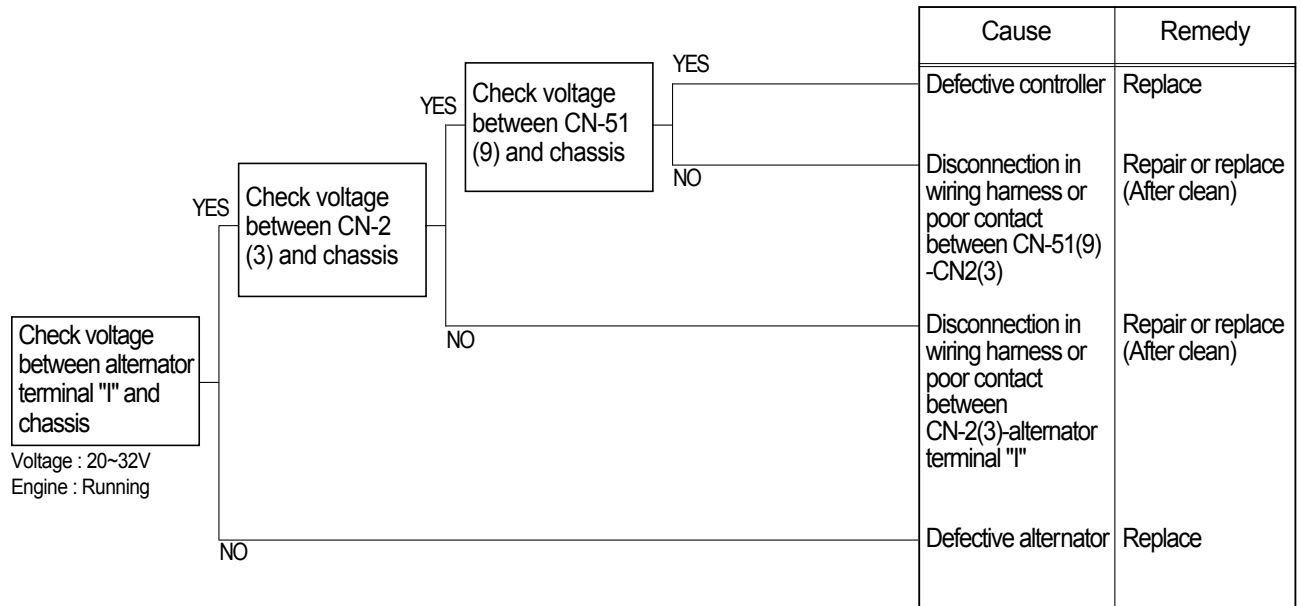 Cause
Remedy
YES
Defective controller
Replace
YES
Check voltage
between CN-51
(9) and chassis
NO
Disconnection in
wiring harness or
poor contact
between CN-51(9)
-CN2(3)
Repair or replace
(After clean)
YES
Check voltage
between CN-2
(3) and chassis
NO
Disconnection in
wiring harness or
poor contact
between
CN-2(3)-alternator
terminal "I"
Repair or replace
(After clean)
Check voltage
between alternator
terminal "I" and
chassis
Voltage : 20~32V
Engine : Running
NO
Defective alternator
Replace